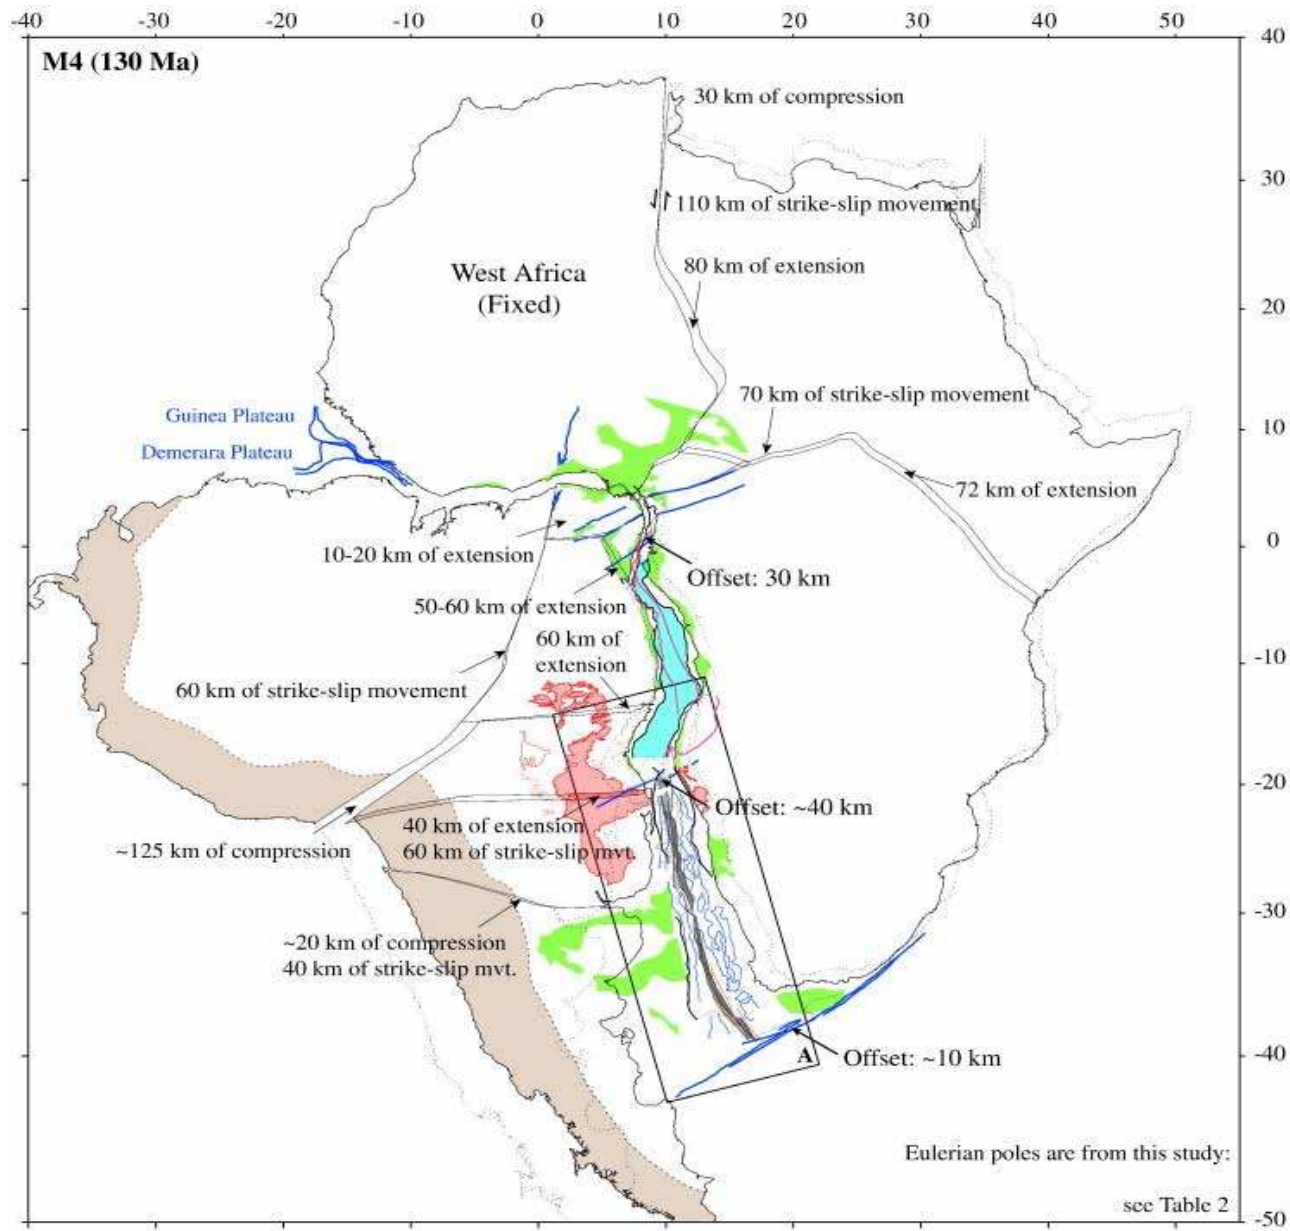 -40 -30 -20 -10 0 10 20 30 40 50
40
M4 (130 Ma)
30 km of compression
30
110 km of strike-slip movement
West Africa
(Fixed)
80 km of extension
20
70 km of strike-slip movement
Guinea Plateau
10
Demerara Plateau
72 km of extension
10-20 km of extension
0
Offset: 30 km
50-60 km of extension
60 km of
extension
-10
60 km of strike-slip movement
-20
Offset: ~40 km
40 km of extension
60 km of strike-slip mvt.
~125 km of compression
-30
~20 km of compression
40 km of strike-slip mvt.
A
Offset: ~10 km
-40
Eulerian poles are from this study:
see Table 2
-50